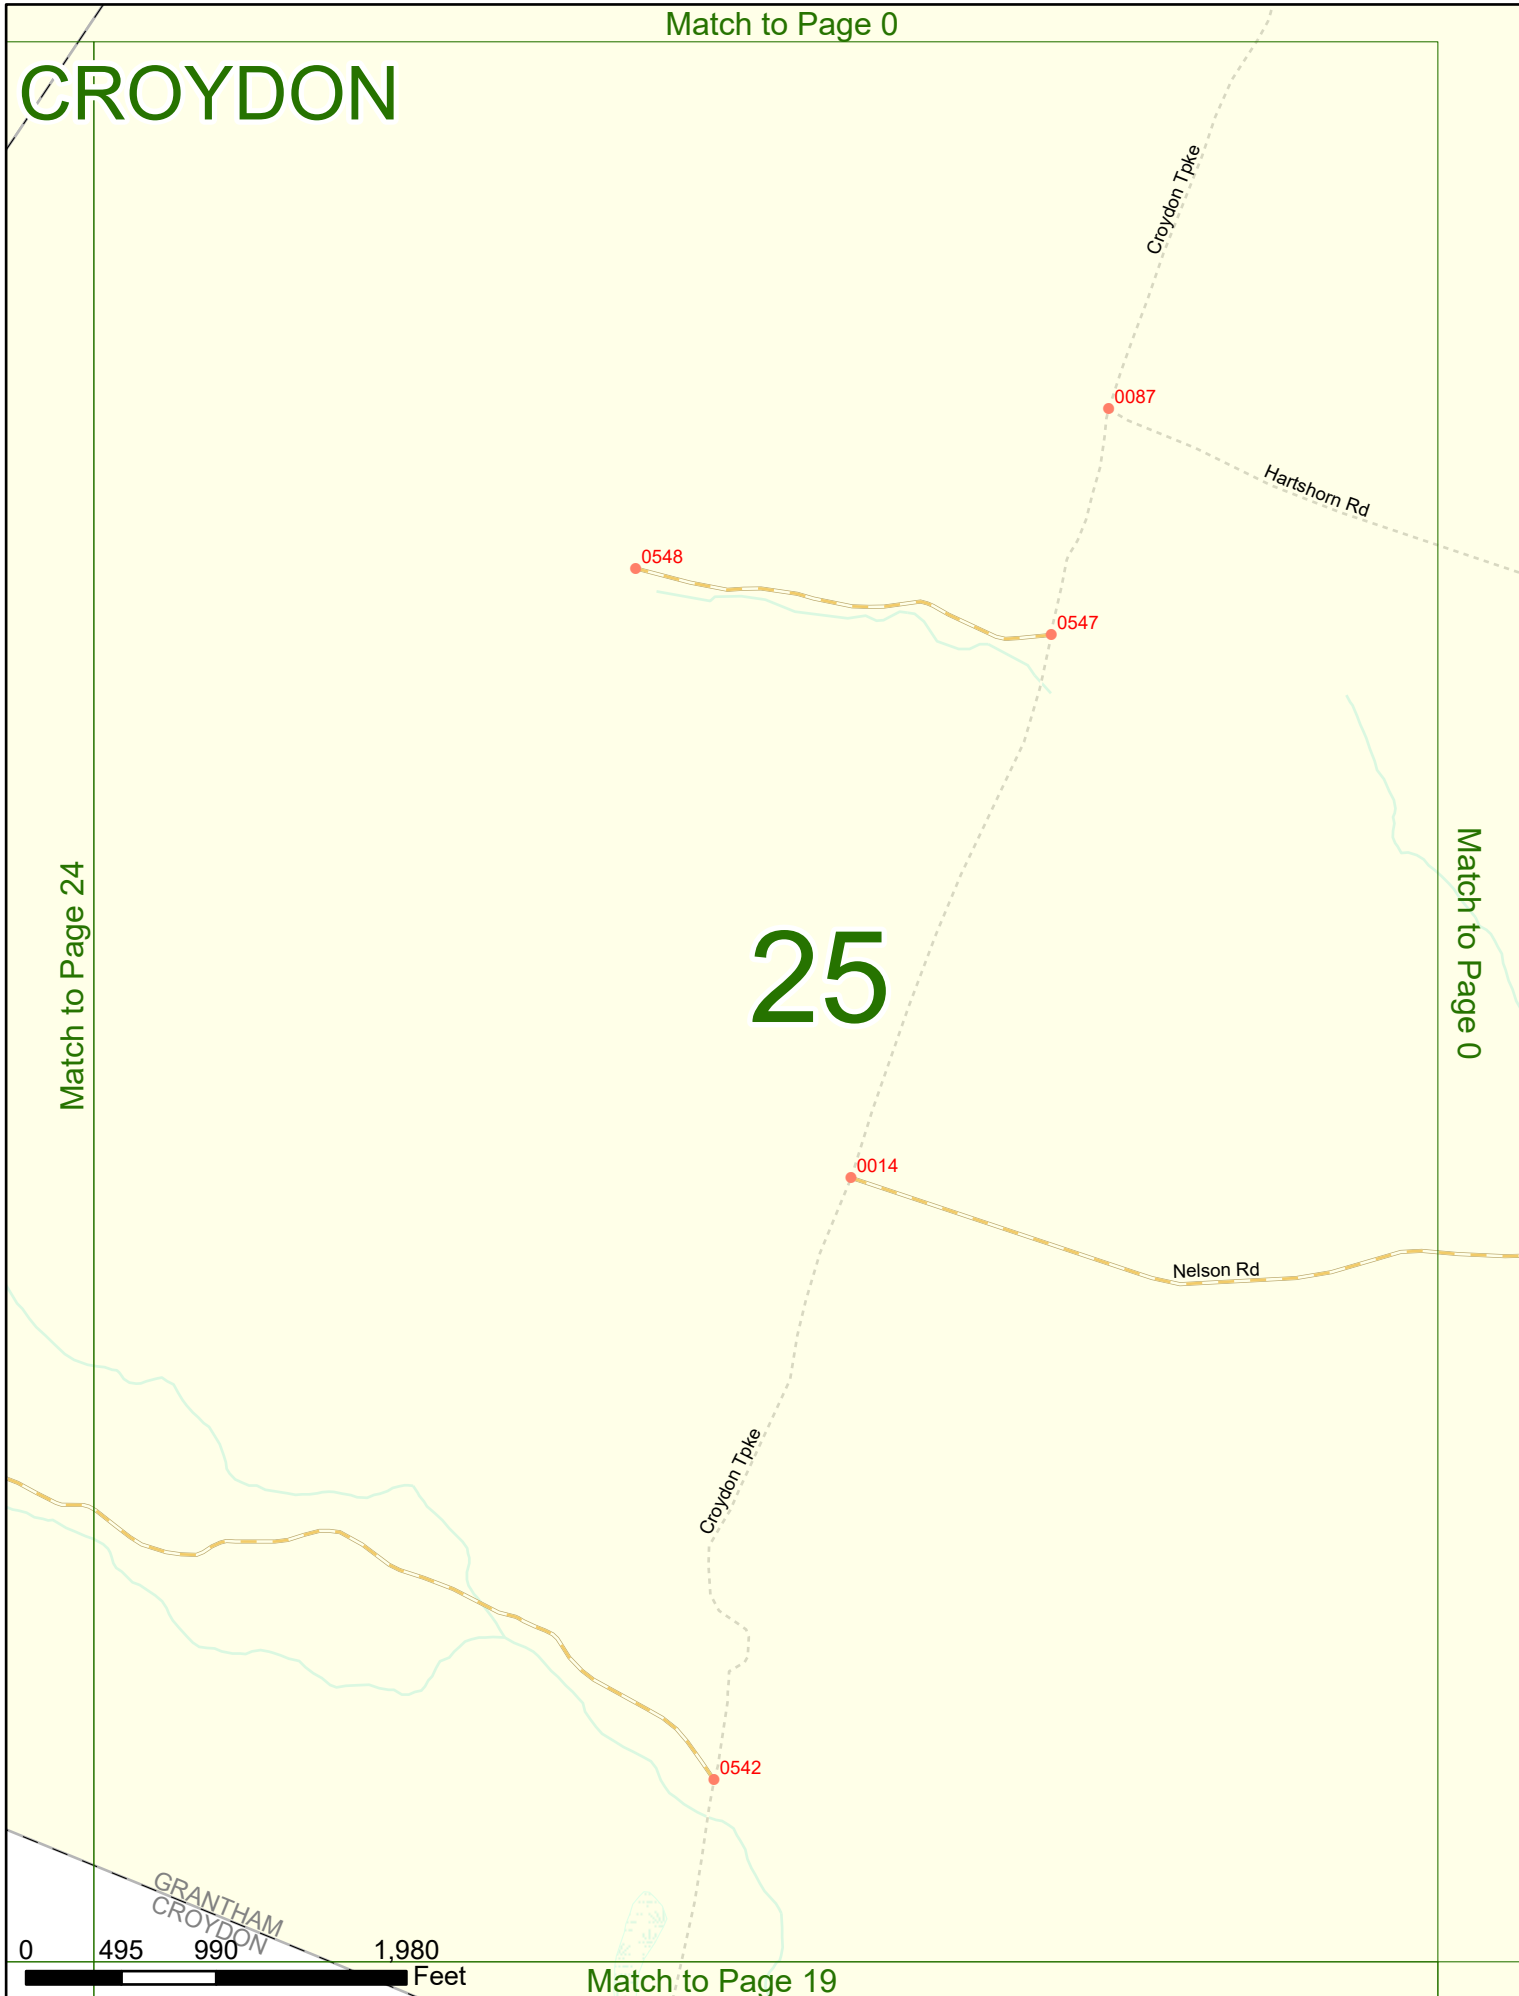 Match to Page 0
CROYDON
Croydon Tpke
0087
Hartshorn Rd
0548
0547
Match to Page 24
25
Match to Page 0
0014
Nelson Rd
Croydon Tpke
0542
GRANTHAM
CROYDON
0 495 990 1,980
Feet
Match to Page 19